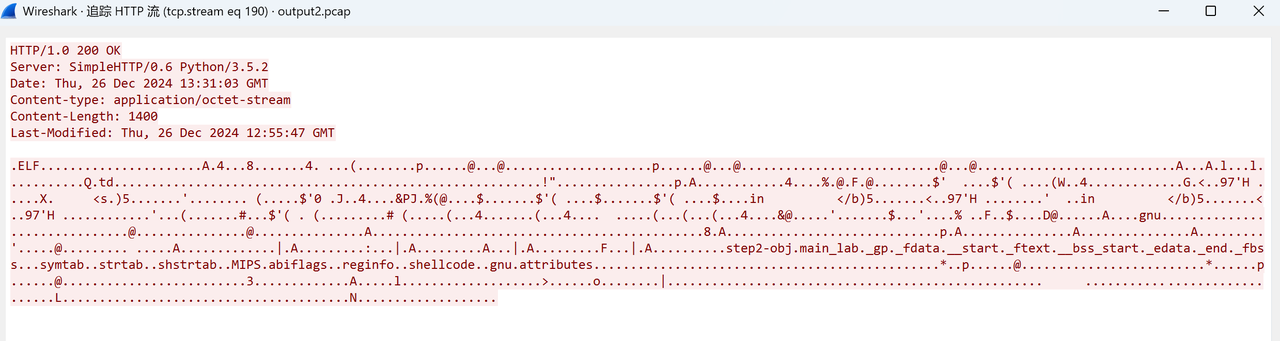 Wireshark · 追踪 HTTP 流 (tcp.stream eq 190) · output2.pcap
HTTP/1.0 200 OK
Server: SimpleHTTP/0.6 Python/3.5.2
Date: Thu, 26 Dec 2024 13:31:03 GMT
Content-type: application/octet-stream
Content-Length: 1400
Last-Modified: Thu, 26 Dec 2024 12:55:47 GMT
.ELF......................A.4...8......4. ...(........p......@...@....................p......@...@...........................@...@...........................A...A.l...l.
..........Q.td.............................................................!"................p.A............4....%.@.F.@........$' ......$'( ....(W..4.............G.<..97'H .
....X.     <s.)5.......'........ (.....$'0 .J..4....&PJ.%(@....$.......$'( ....$.......$'( ....$....in          </b)5.......<..97'H .......'  ..in          </b)5.......<
..97'H ............'...(.......#...$'( . (........# (.....(...4.......(...4....  .....(...(...(...4....&@.....'.......$...'....% ..F..$....D@......A....gnu..............
................@...............@...............A.............................................8.A...............................p.A................A...............A.......
'.....@...............A.............|.A...........:...|.A...........A...|.A...........F...|.A..........step2-obj.main_lab._gp._fdata.__start._ftext.__bss_start._edata._end._fbs
s...symtab..strtab..shstrtab..MIPS.abiflags..reginfo..shellcode..gnu.attributes...............................................*..p......@.........................*......p
......@.........................3.............A.....l...................>......o........|...................................................     ........................
......L.......................................N...................